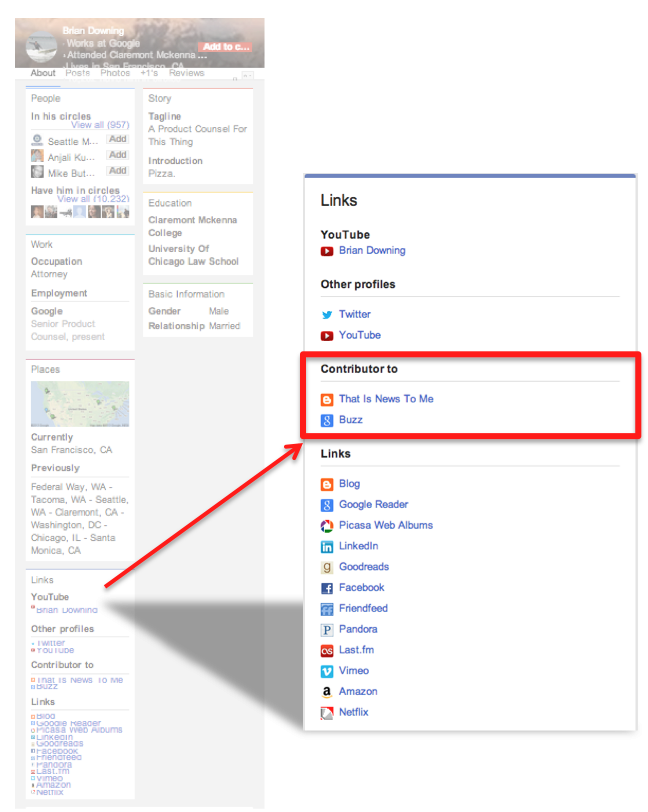 Brian Downing
Works at Google
Attended Claremont Mckenna ...
Lives in San Francisco, CA
Add to c...
About Posts Photos +1's Reviews
People
In his circles
View all (957)
Seattle M... Add
Anjali Ku... Add
Mike But... Add
Have him in circles
View all (10,232)
Work
Occupation
Attorney
Employment
Google
Senior Product
Counsel, present
Places
Currently
San Francisco, CA
Previously
Federal Way, WA -
Tacoma, WA - Seattle,
WA - Claremont, CA -
Washington, DC -
Chicago, IL - Santa
Monica, CA
Links
YouTube
Brian Downing
Other profiles
Twitter
YouTube
Contributor to
That Is News To Me
Buzz
Links
Blog
Google Reader
Picasa Web Albums
LinkedIn
Goodreads
Facebook
Friendfeed
Pandora
Last.fm
Vimeo
Amazon
Netflix
Story
Tagline
A Product Counsel For
This Thing
Introduction
Pizza.
Education
Claremont Mckenna
College
University Of
Chicago Law School
Basic Information
Gender Male
Relationship Married
Links
YouTube
Brian Downing
Other profiles
Twitter
YouTube
Contributor to
That Is News To Me
Buzz
Links
Blog
Google Reader
Picasa Web Albums
LinkedIn
Goodreads
Facebook
Friendfeed
Pandora
Last.fm
Vimeo
Amazon
Netflix